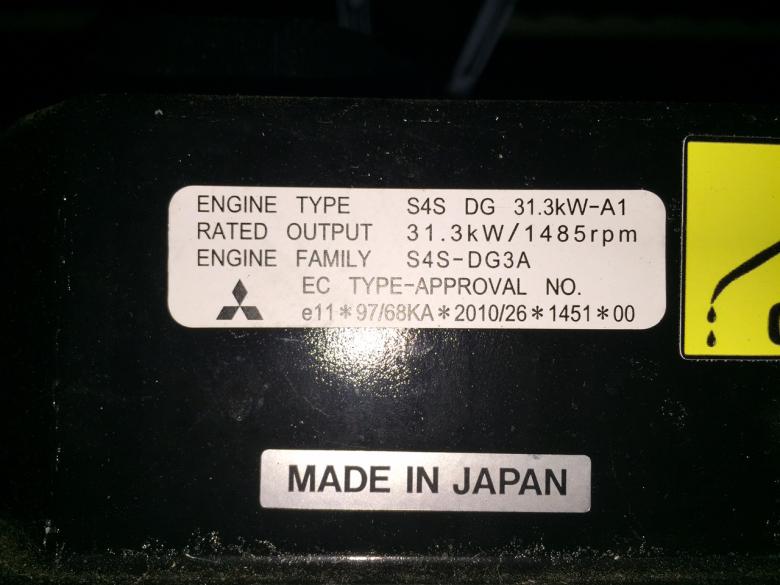 ENGINE TYPE S4S DG 31.3kW-A1
RATED OUTPUT 31.3kW/1485rpm
ENGINE FAMILY S4S-DG3A
EC TYPE-APPROVAL NO.
e11*97/68KA*2010/26*1451*00
MADE IN JAPAN